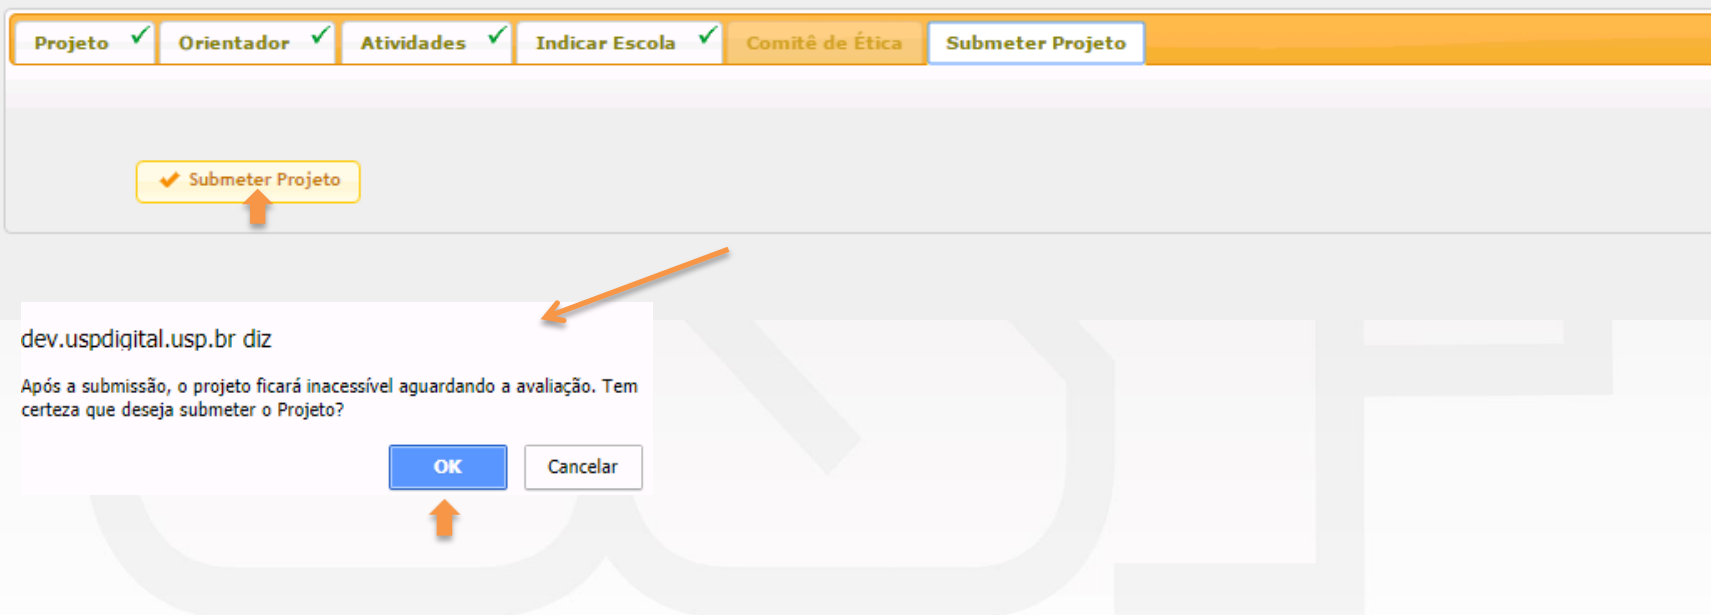 Projeto Orientador Atividades Indicar Escola Comitê de Ética Submeter Projeto
Submeter Projeto
dev.uspdigital.usp.br diz
Após a submissão, o projeto ficará inacessível aguardando a avaliação. Tem
certeza que deseja submeter o Projeto?
OK Cancelar